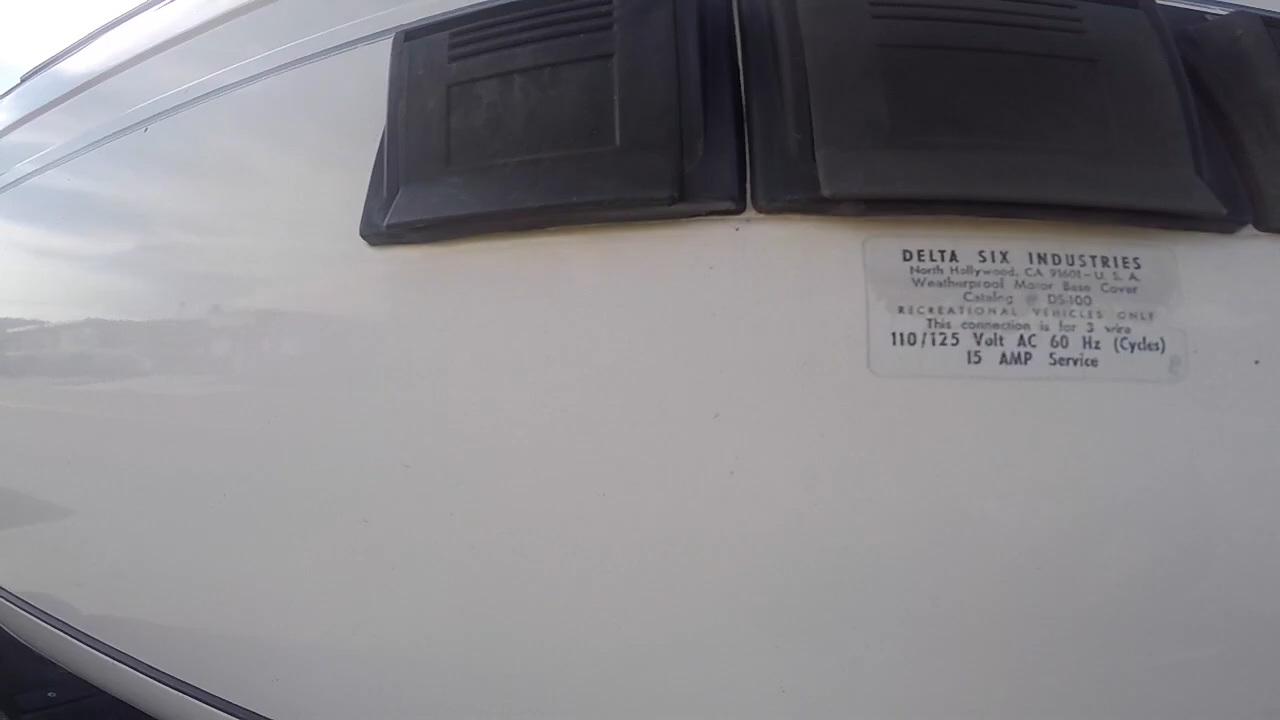 DELTA SIX INDUSTRIES
North Hollywood, CA 91601 - U. S. A.
Weatherproof Motor Base Cover
Catalog # DS-100
RECREATIONAL VEHICLES ONLY
This connection is for 3 wire
110/125 Volt AC 60 Hz (Cycles)
15 AMP Service